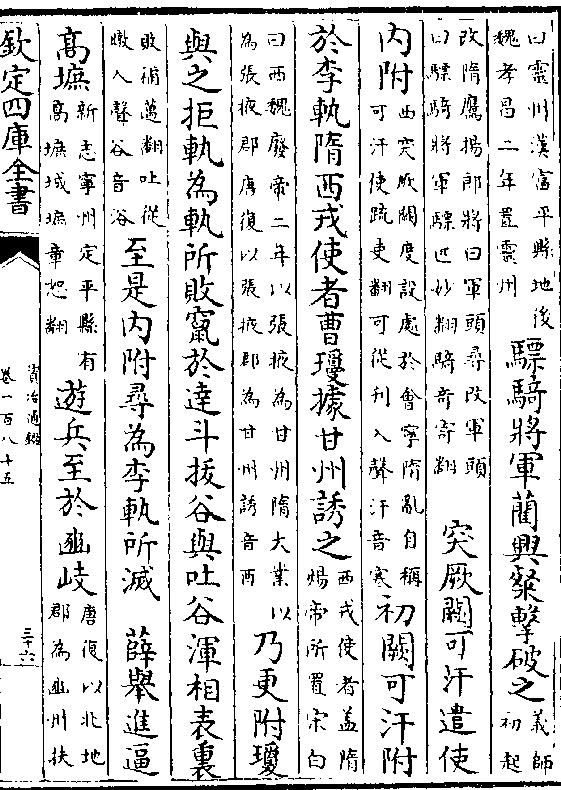 曰靈州漢富平縣地後
魏孝昌二年置靈州
驃騎將軍藺興粲擊破之
義師
初起
改隋鷹揚郎將曰軍頭尋改軍頭
曰驃騎將軍驃匹妙翻騎奇寄翻
突厥闕可汗遣使
内附
西突厥闕度設處於會寧隋亂自稱
可汗使疏吏翻可從刋入聲汗音寒
初闕可汗附
於李軌隋西戎使者曹瓊據甘州誘之
西戎使者葢隋
煬帝所置宋白
曰西魏廢帝二年以張掖為甘州隋大業以
為張掖郡唐復以張掖郡為甘州誘音酉
乃更附瓊
與之拒軌為軌所敗竄於達斗拔谷與吐谷渾相表裏
敗補邁翻吐從
暾入聲谷音浴
至是内附尋為李軌所滅
薛舉進逼
高墌
新志寧州定平縣有
高墌城墌章恕翻
遊兵至於豳岐
唐復以北地
郡為豳州扶
欽定四庫全書
資治通鑑
卷一百八十五
三十六